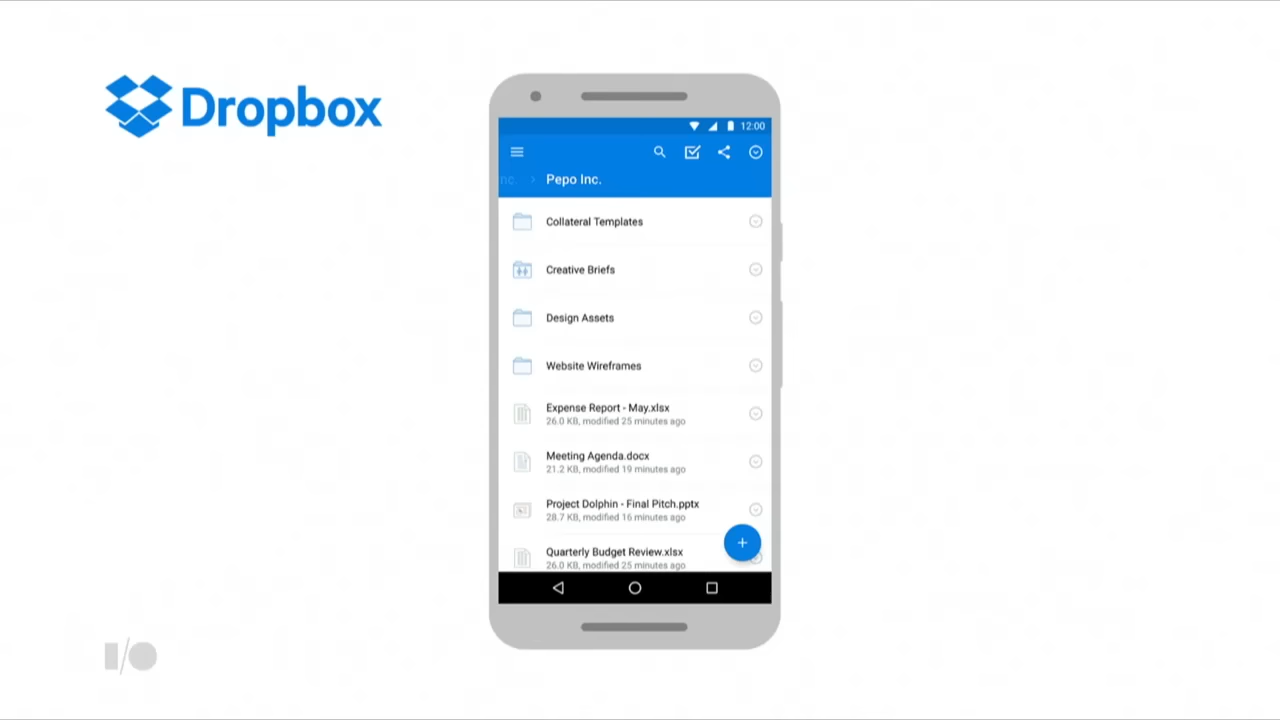 Dropbox
12:00
nc. > Pepo Inc.
Collateral Templates
Creative Briefs
Design Assets
Website Wireframes
Expense Report - May.xlsx
26.0 KB, modified 25 minutes ago
Meeting Agenda.docx
21.2 KB, modified 19 minutes ago
Project Dolphin - Final Pitch.pptx
28.7 KB, modified 16 minutes ago
Quarterly Budget Review.xlsx
26.0 KB, modified 25 minutes ago
I/O